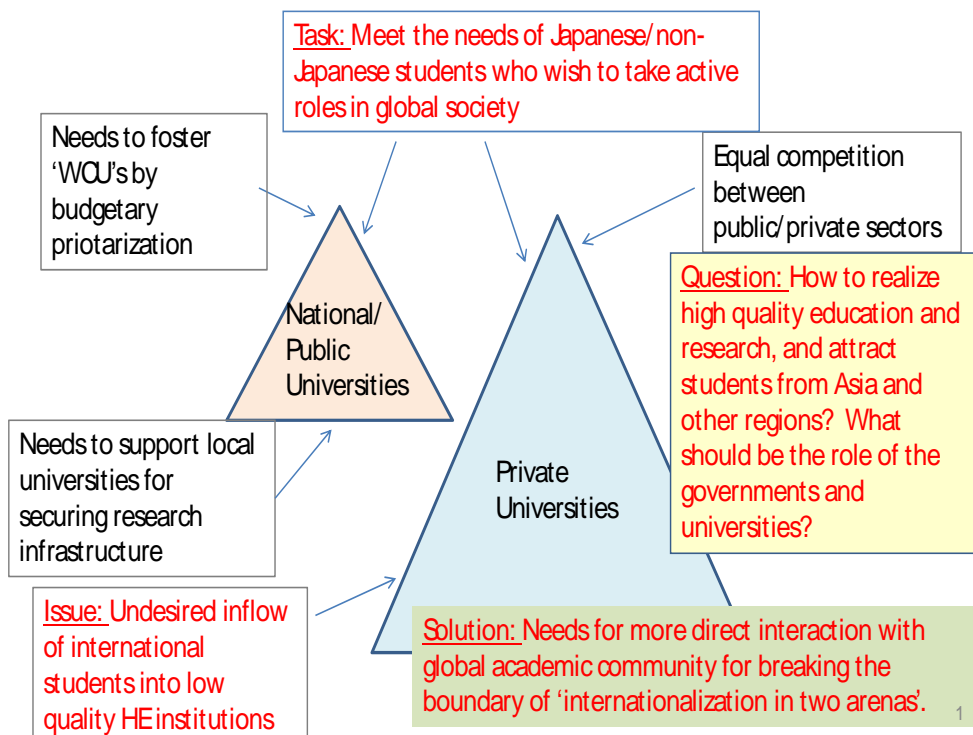 Task: Meet the needs of Japanese/non-
Japanese students who wish to take active
roles in global society
Needs to foster
‘WCU’s by
budgetary
priotarization
Equal competition
between
public/private sectors
Question: How to realize
high quality education and
research, and attract
students from Asia and
other regions? What
should be the role of the
governments and
universities?
National/
Public
Universities
Needs to support local
universities for
securing research
infrastructure
Private
Universities
Issue: Undesired inflow
of international
students into low
quality HE institutions
Solution: Needs for more direct interaction with
global academic community for breaking the
boundary of ‘internationalization in two arenas’.
1